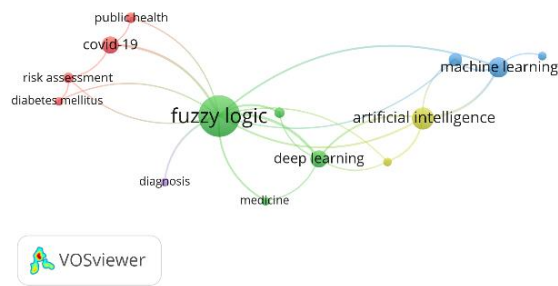 public health
covid-19
machine learning
risk assessment
diabetes mellitus
fuzzy logic
artificial intelligence
deep learning
diagnosis
medicine
VOSviewer